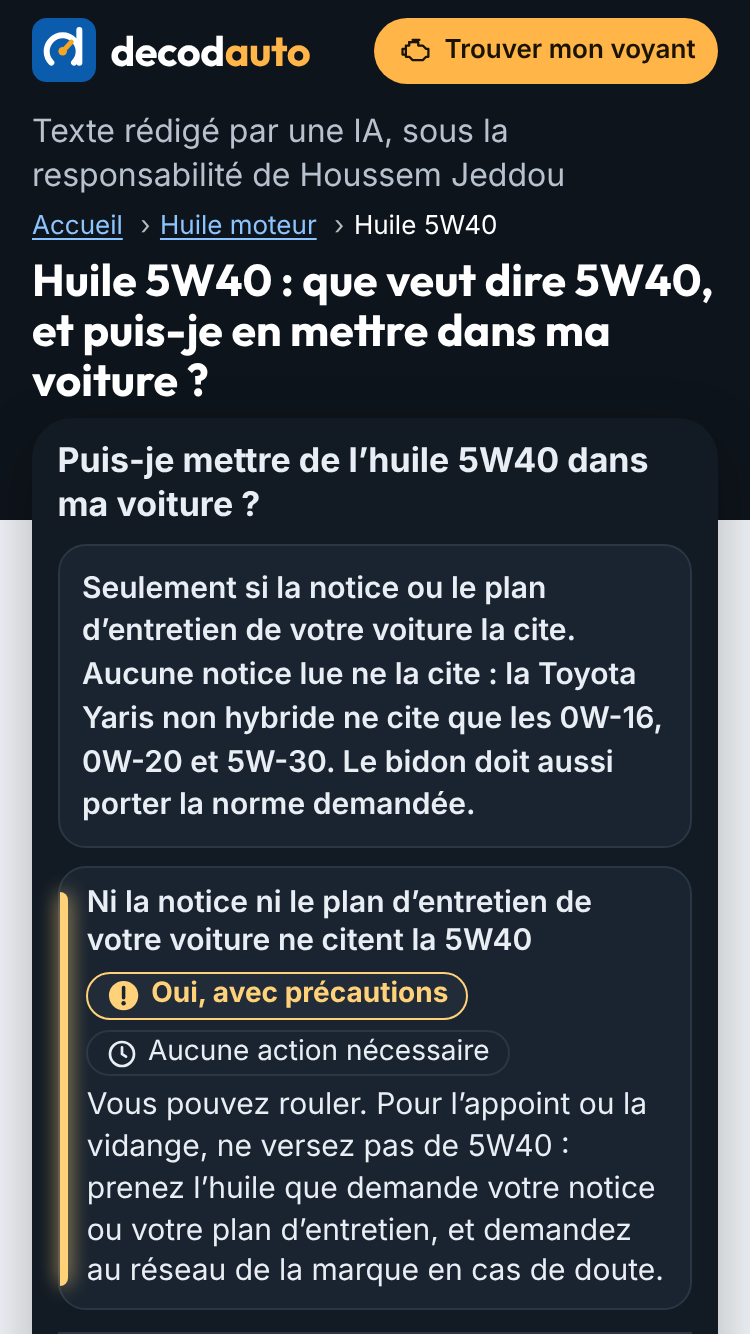 decodauto
Trouver mon voyant
Texte rédigé par une IA, sous la
responsabilité de Houssem Jeddou
Accueil › Huile moteur › Huile 5W40
Huile 5W40 : que veut dire 5W40,
et puis-je en mettre dans ma
voiture ?
Puis-je mettre de l’huile 5W40 dans
ma voiture ?
Seulement si la notice ou le plan
d’entretien de votre voiture la cite.
Aucune notice lue ne la cite : la Toyota
Yaris non hybride ne cite que les 0W-16,
0W-20 et 5W-30. Le bidon doit aussi
porter la norme demandée.
Ni la notice ni le plan d’entretien de
votre voiture ne citent la 5W40
Oui, avec précautions
Aucune action nécessaire
Vous pouvez rouler. Pour l’appoint ou la
vidange, ne versez pas de 5W40 :
prenez l’huile que demande votre notice
ou votre plan d’entretien, et demandez
au réseau de la marque en cas de doute.